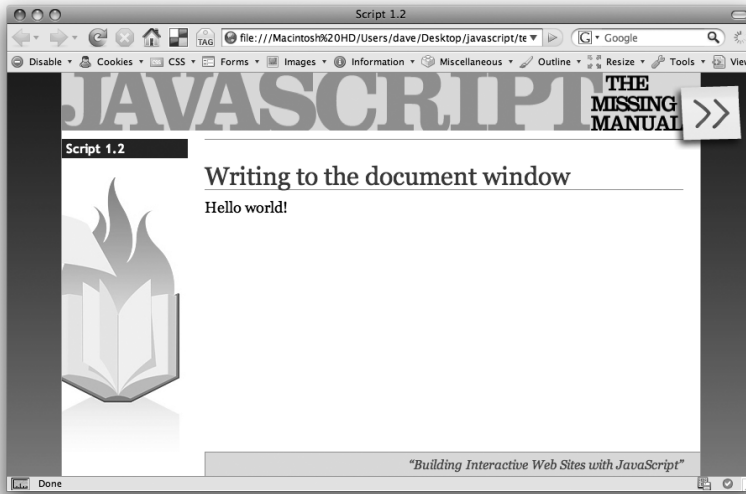 Script 1.2
TAG file:///Macintosh%20HD/Users/dave/Desktop/javascript/te G Google
Disable Cookies CSS Forms Images Information Miscellaneous Outline Resize Tools View
JAVASCRIPT
THE
MISSING
MANUAL
Script 1.2
Writing to the document window
Hello world!
“Building Interactive Web Sites with JavaScript”
Done